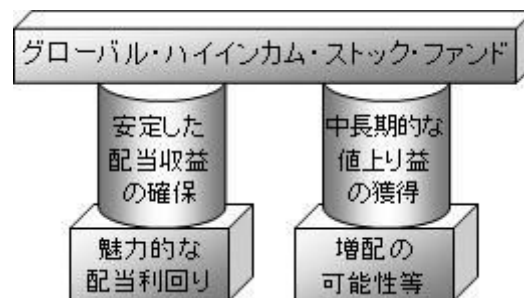 グローバル・ハイインカム・ストック・ファンド
安定した
配当収益
の確保
中長期的な
値上り益
の獲得
魅力的な
配当利回り
増配の
可能性等